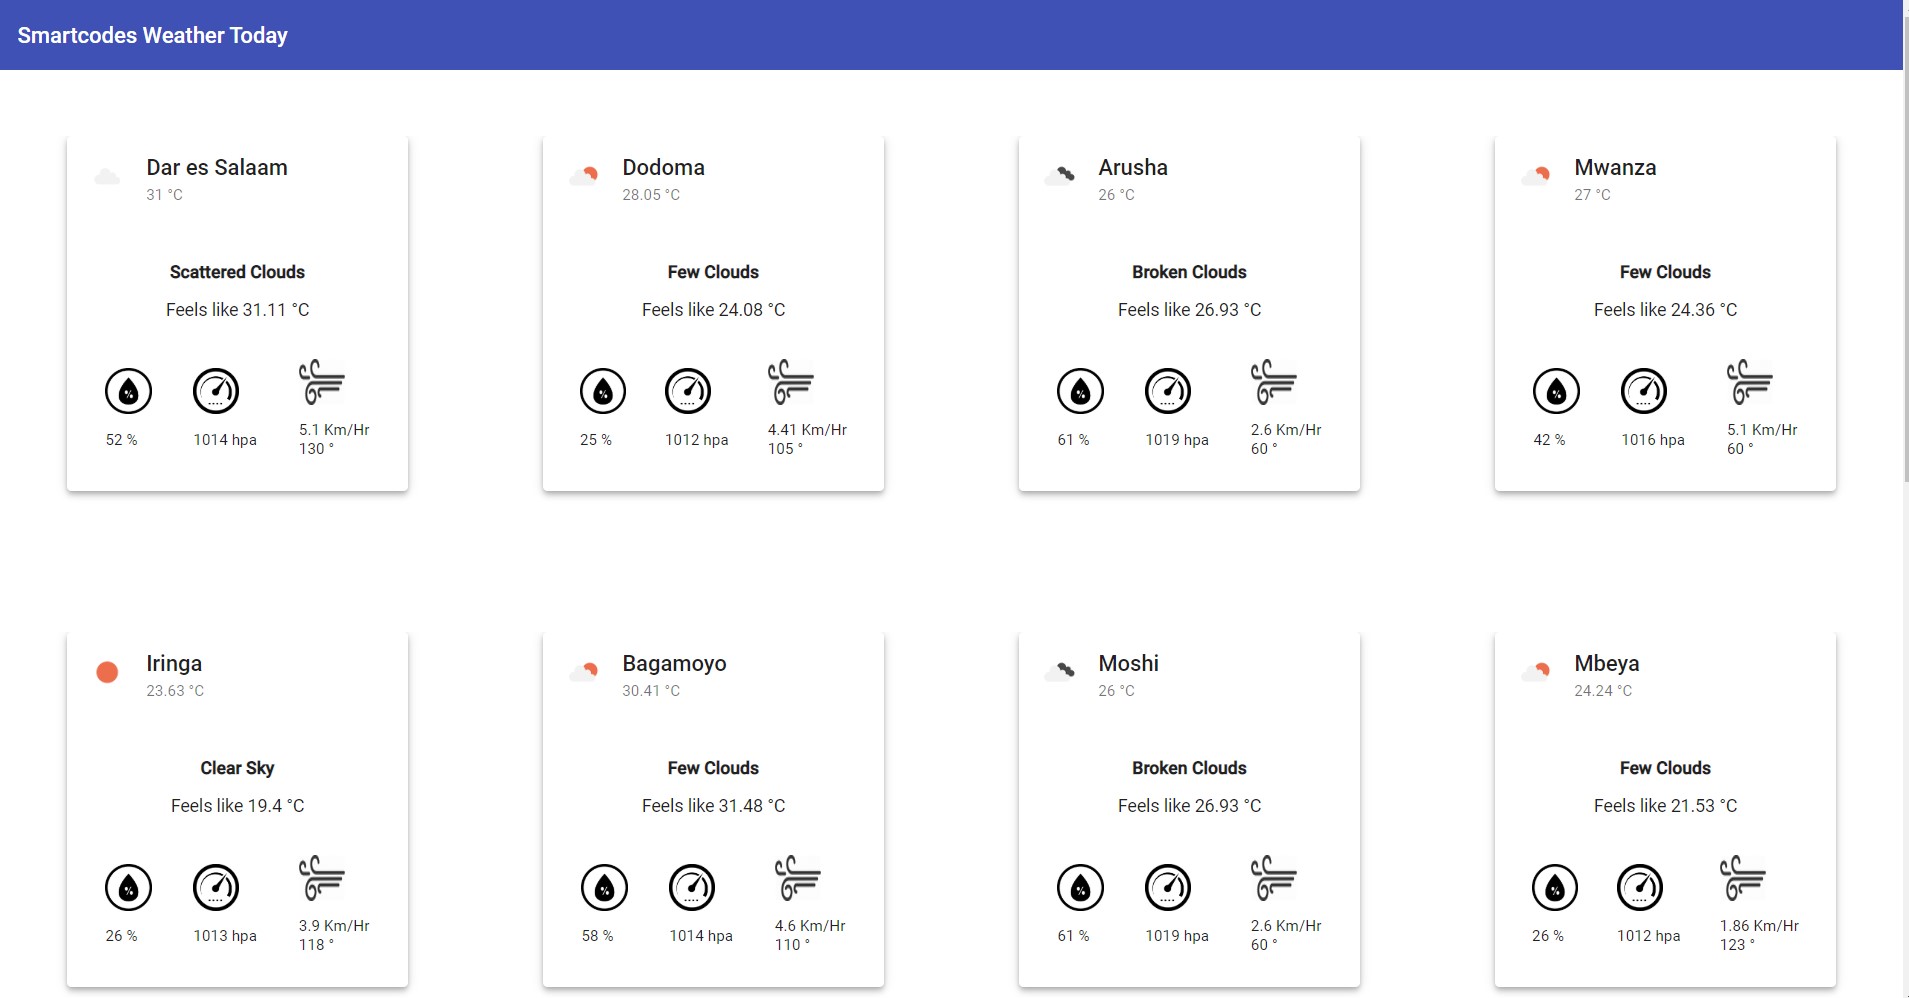 Smartcodes Weather Today
Dar es Salaam
31 °C
Scattered Clouds
Feels like 31.11 °C
52 %
1014 hpa
5.1 Km/Hr
130 °
Dodoma
28.05 °C
Few Clouds
Feels like 24.08 °C
25 %
1012 hpa
4.41 Km/Hr
105 °
Arusha
26 °C
Broken Clouds
Feels like 26.93 °C
61 %
1019 hpa
2.6 Km/Hr
60 °
Mwanza
27 °C
Few Clouds
Feels like 24.36 °C
42 %
1016 hpa
5.1 Km/Hr
60 °
Iringa
23.63 °C
Clear Sky
Feels like 19.4 °C
26 %
1013 hpa
3.9 Km/Hr
118 °
Bagamoyo
30.41 °C
Few Clouds
Feels like 31.48 °C
58 %
1014 hpa
4.6 Km/Hr
110 °
Moshi
26 °C
Broken Clouds
Feels like 26.93 °C
61 %
1019 hpa
2.6 Km/Hr
60 °
Mbeya
24.24 °C
Few Clouds
Feels like 21.53 °C
26 %
1012 hpa
1.86 Km/Hr
123 °